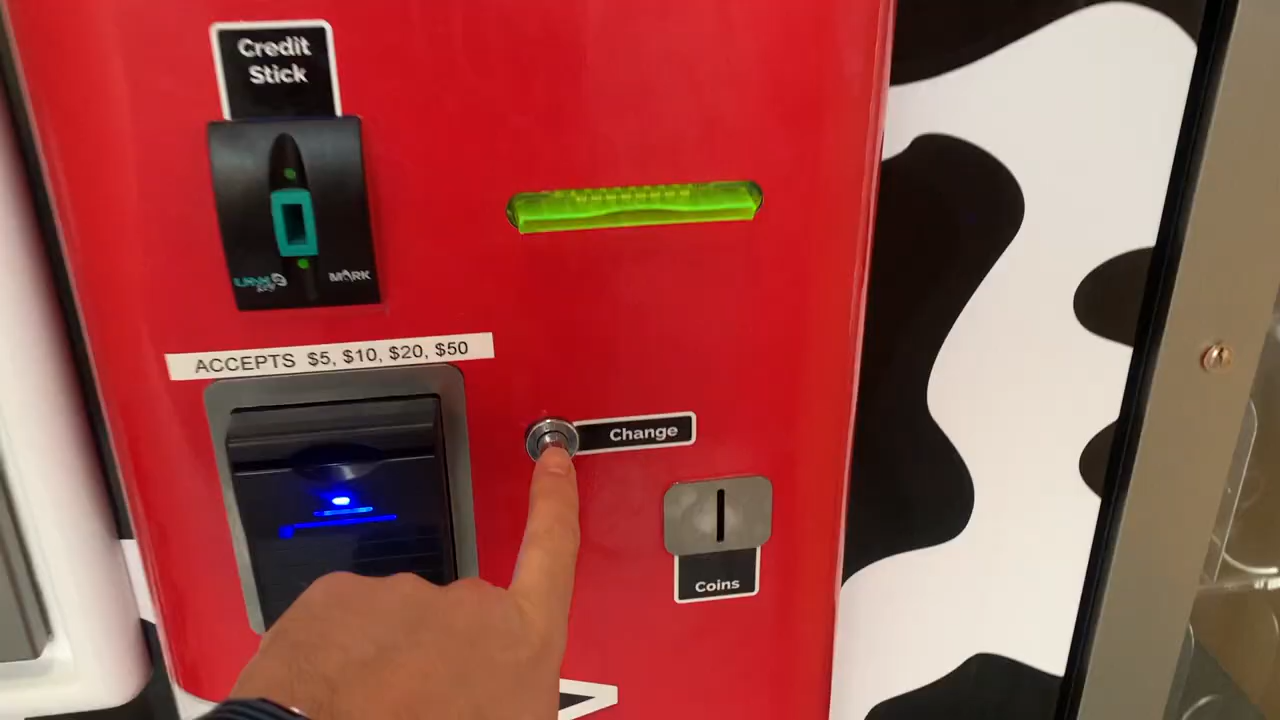 Credit
Stick
MARK
ACCEPTS $5, $10, $20, $50
Change
Coins